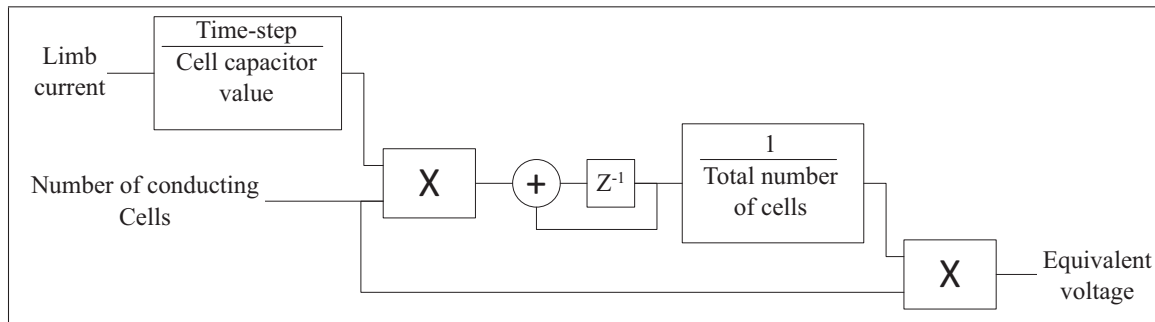 Limb
current
Time-step
Cell capacitor
value
Number of conducting
Cells
X
+
Z-1
1
Total number
of cells
X
Equivalent
voltage